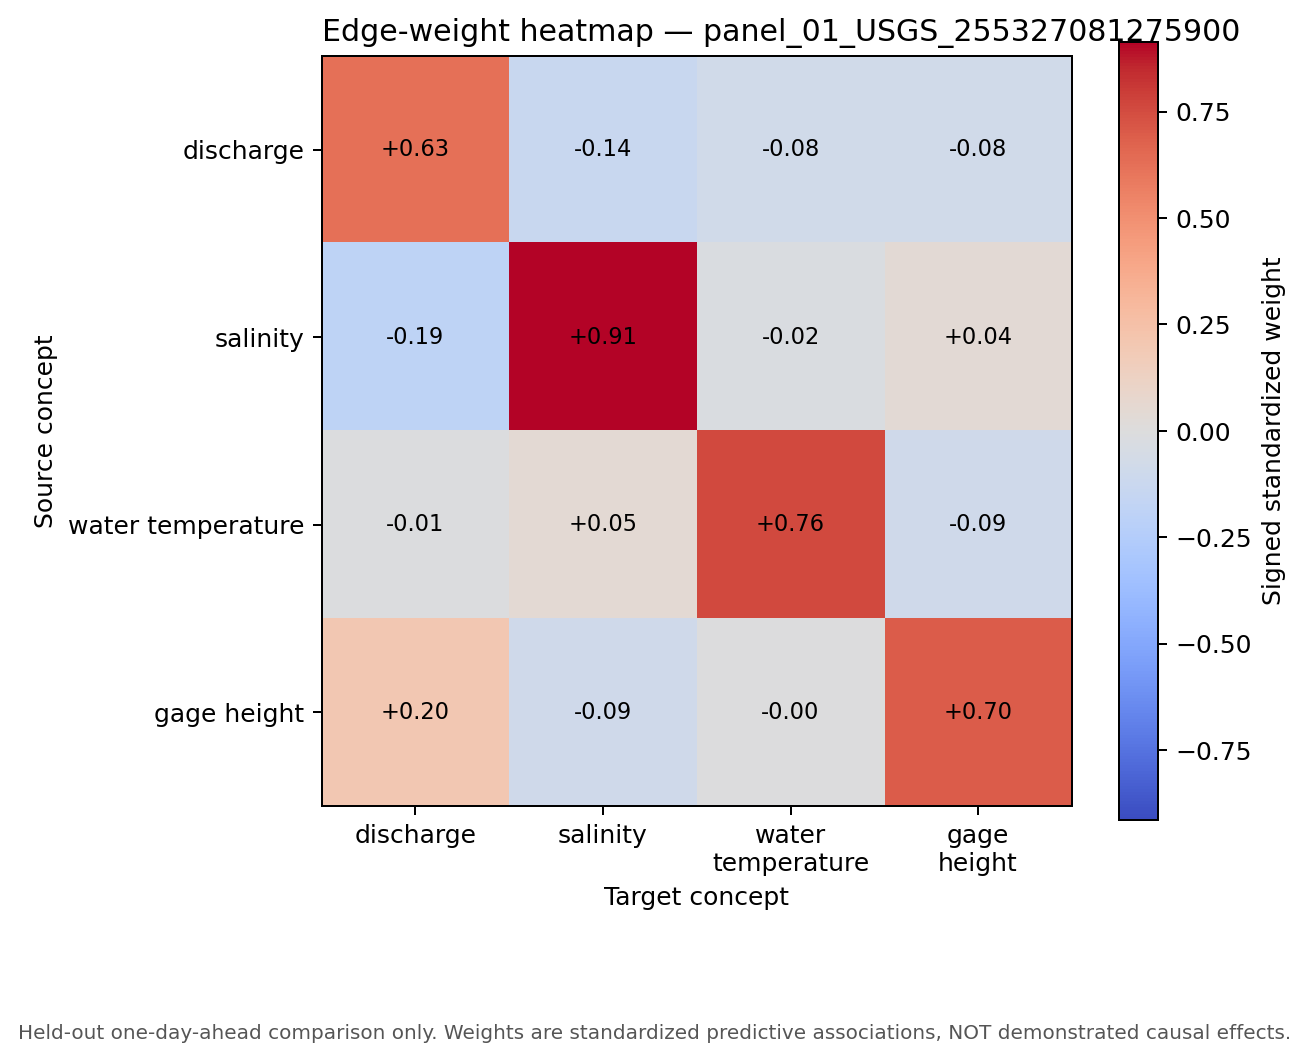 Edge-weight heatmap — panel_01_USGS_255327081275900
Source concept
discharge
+0.63 -0.14 -0.08 -0.08
salinity
-0.19 +0.91 -0.02 +0.04
water temperature
-0.01 +0.05 +0.76 -0.09
gage height
+0.20 -0.09 -0.00 +0.70
discharge
salinity
water
temperature
gage
height
Target concept
0.75
0.50
0.25
0.00
−0.25
−0.50
−0.75
Signed standardized weight
Held-out one-day-ahead comparison only. Weights are standardized predictive associations, NOT demonstrated causal effects.